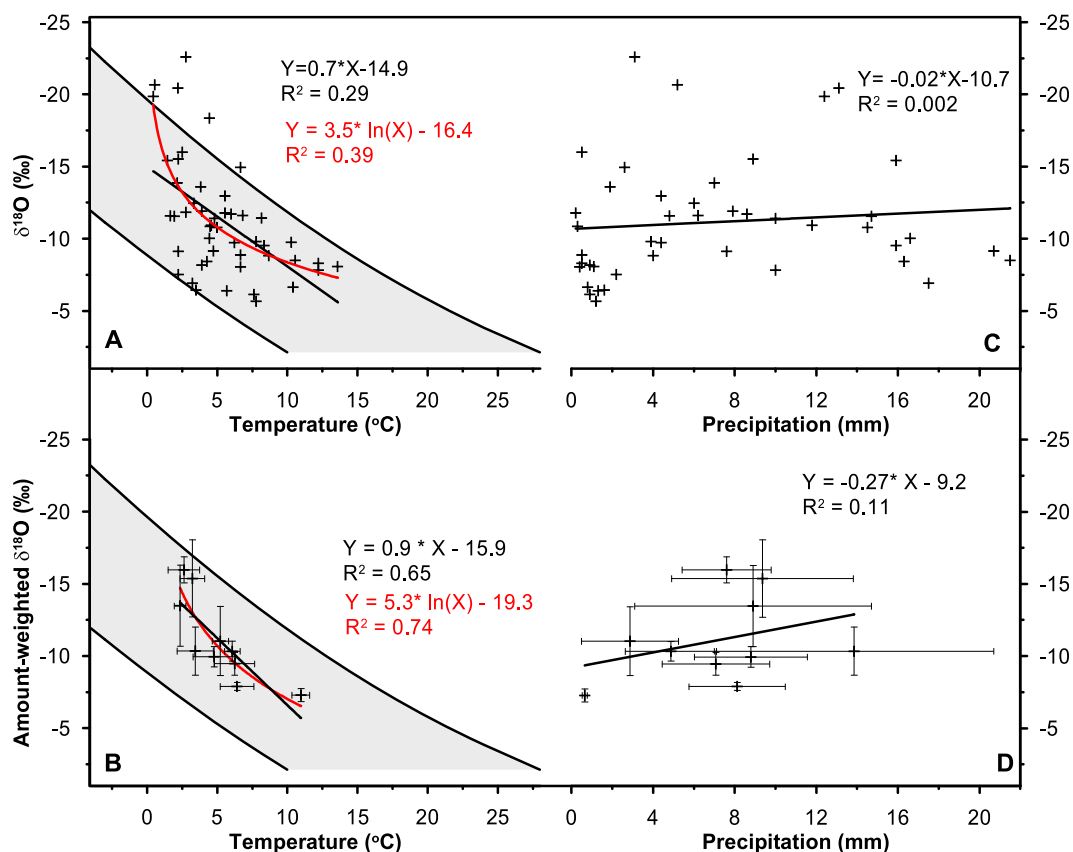 -25
-20
-15
-10
-5
δ18O (‰)
Y=0.7*X-14.9
R2 = 0.29
Y = 3.5* ln(X) - 16.4
R2 = 0.39
A
0 5 10 15 20 25
Temperature (oC)
C
-25
-20
-15
-10
-5
Y= -0.02*X-10.7
R2 = 0.002
C
0 4 8 12 16 20
Precipitation (mm)
-25
-20
-15
-10
-5
Amount-weighted δ18O (‰)
Y = 0.9 * X - 15.9
R2 = 0.65
Y = 5.3* ln(X) - 19.3
R2 = 0.74
B
0 5 10 15 20 25
Temperature (oC)
-25
-20
-15
-10
-5
Y = -0.27* X - 9.2
R2 = 0.11
D
0 4 8 12 16 20
Precipitation (mm)